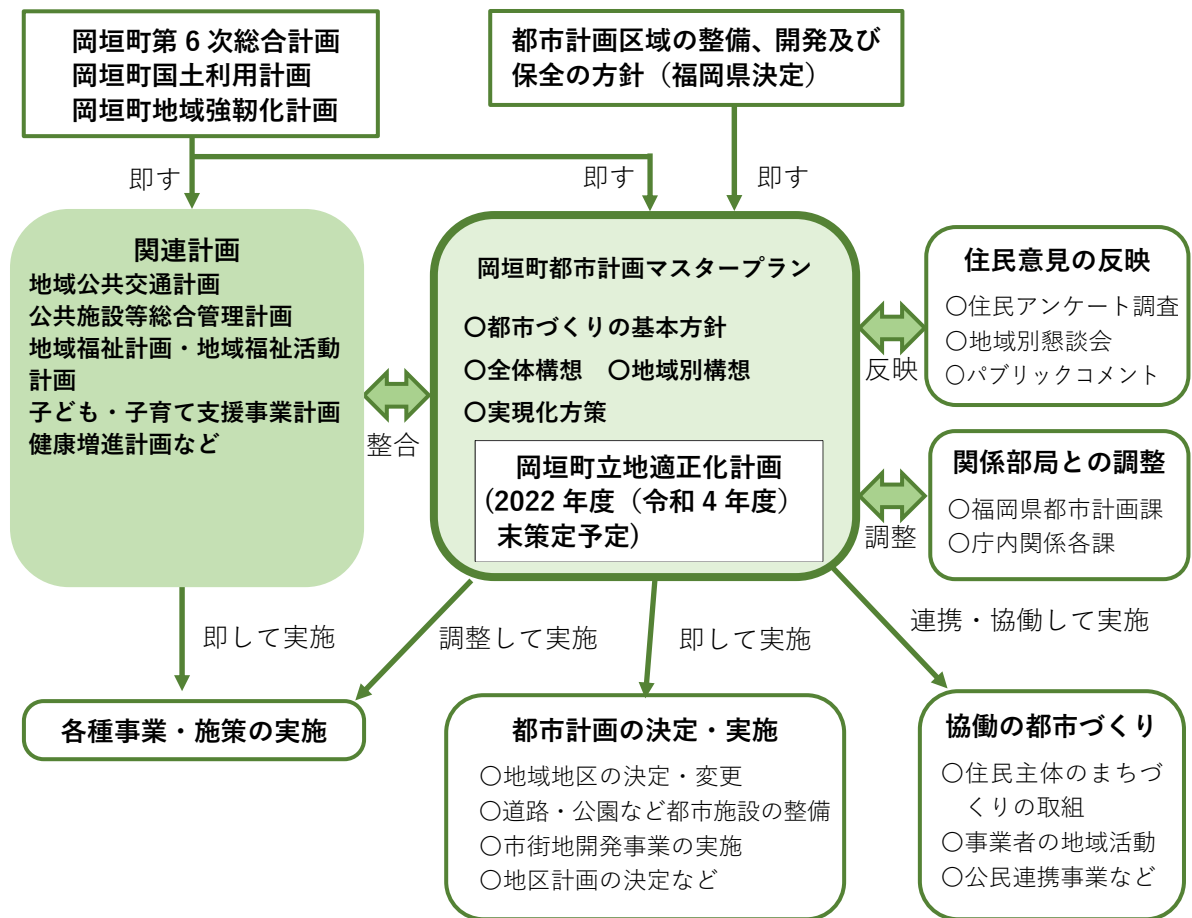 岡垣町第6次総合計画
岡垣町国土利用計画
岡垣町地域強靭化計画
都市計画区域の整備、開発及び
保全の方針（福岡県決定）
即す
即す
即す
関連計画
地域公共交通計画
公共施設等総合管理計画
地域福祉計画・地域福祉活動
計画
子ども・子育て支援事業計画
健康増進計画など
整合
岡垣町都市計画マスタープラン
〇都市づくりの基本方針
〇全体構想　〇地域別構想
〇実現化方策
岡垣町立地適正化計画
(2022年度（令和4年度）
末策定予定)
反映
住民意見の反映
〇住民アンケート調査
〇地域別懇談会
〇パブリックコメント
調整
関係部局との調整
〇福岡県都市計画課
〇庁内関係各課
即して実施
調整して実施
即して実施
連携・協働して実施
各種事業・施策の実施
都市計画の決定・実施
〇地域地区の決定・変更
〇道路・公園など都市施設の整備
〇市街地開発事業の実施
〇地区計画の決定など
協働の都市づくり
〇住民主体のまちづ
くりの取組
〇事業者の地域活動
〇公民連携事業など